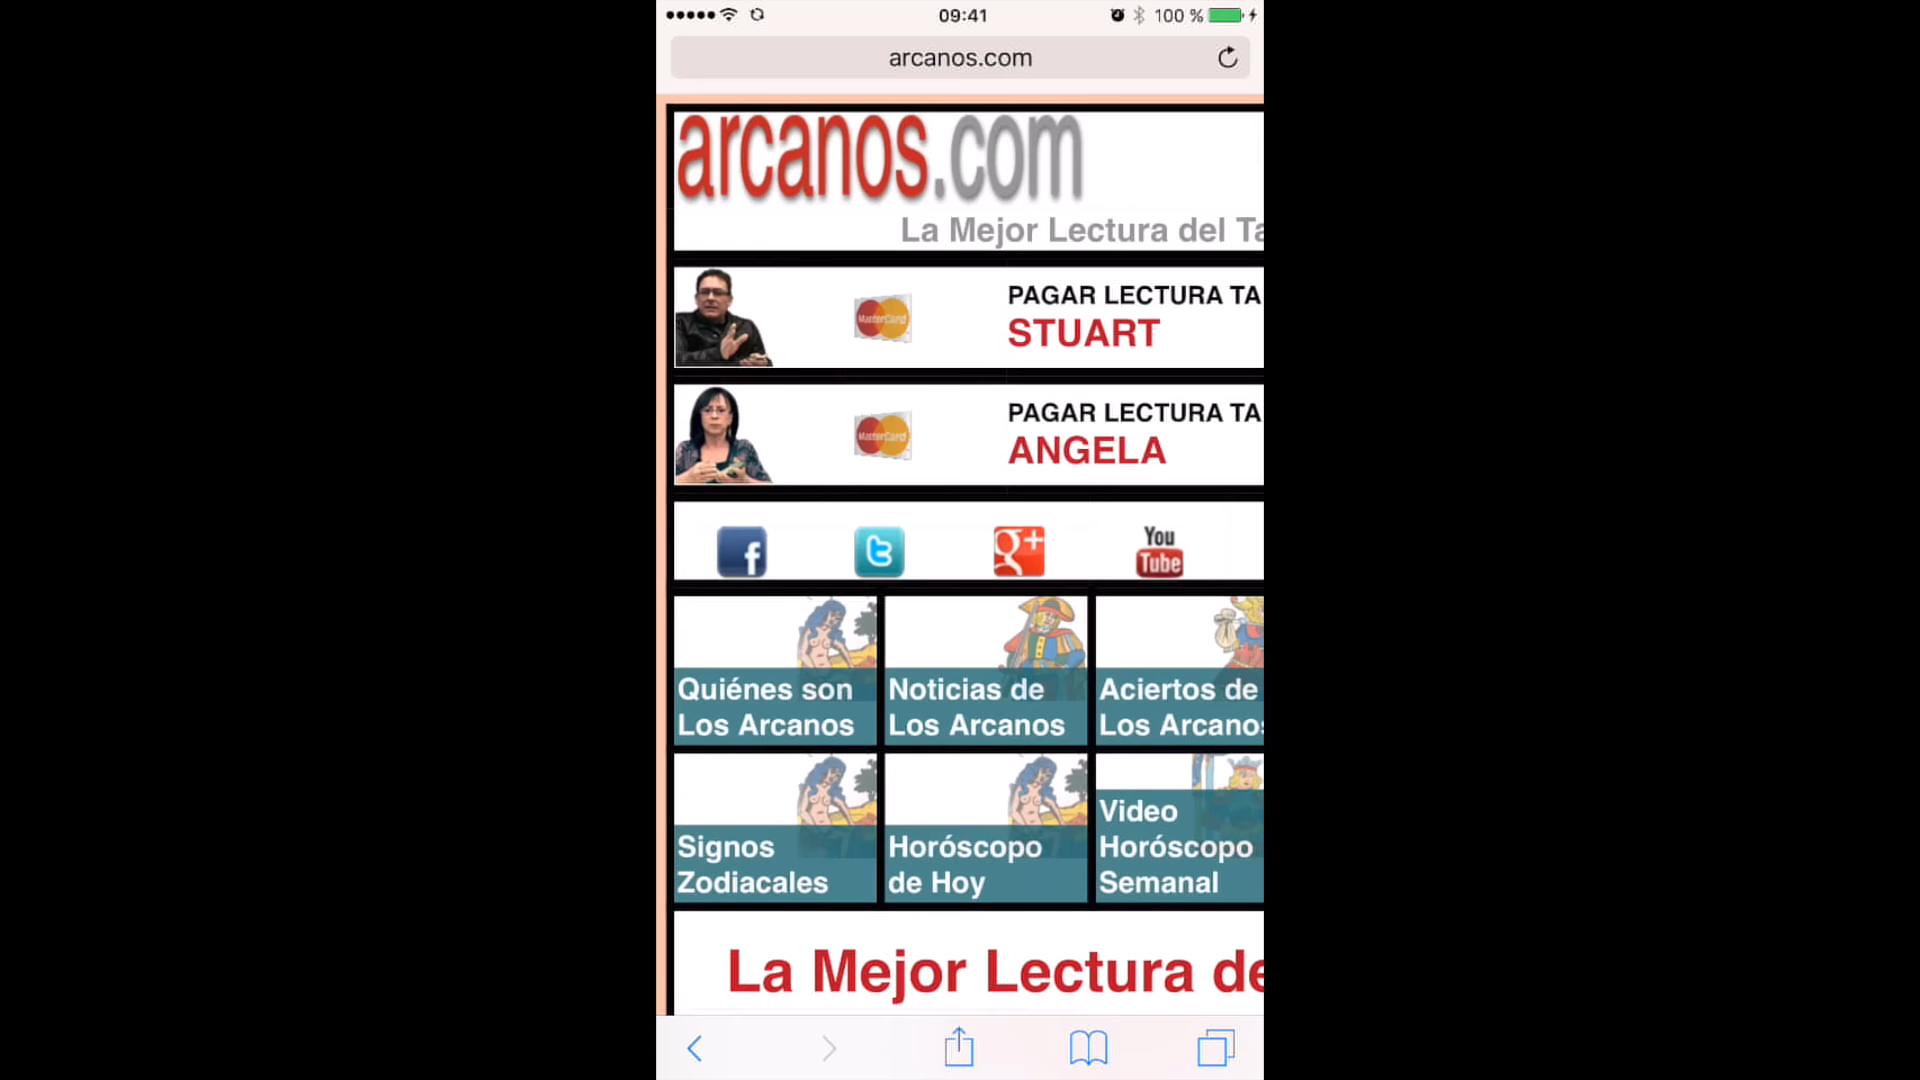 09:41
100 %
arcanos.com
arcanos.com
La Mejor Lectura del Ta
PAGAR LECTURA TA
MasterCard
STUART
PAGAR LECTURA TA
MasterCard
ANGELA
f
t
g+
You
Tube
Quiénes son
Los Arcanos
Noticias de
Los Arcanos
Aciertos de
Los Arcanos
Signos
Zodiacales
Horóscopo
de Hoy
Video
Horóscopo
Semanal
La Mejor Lectura de